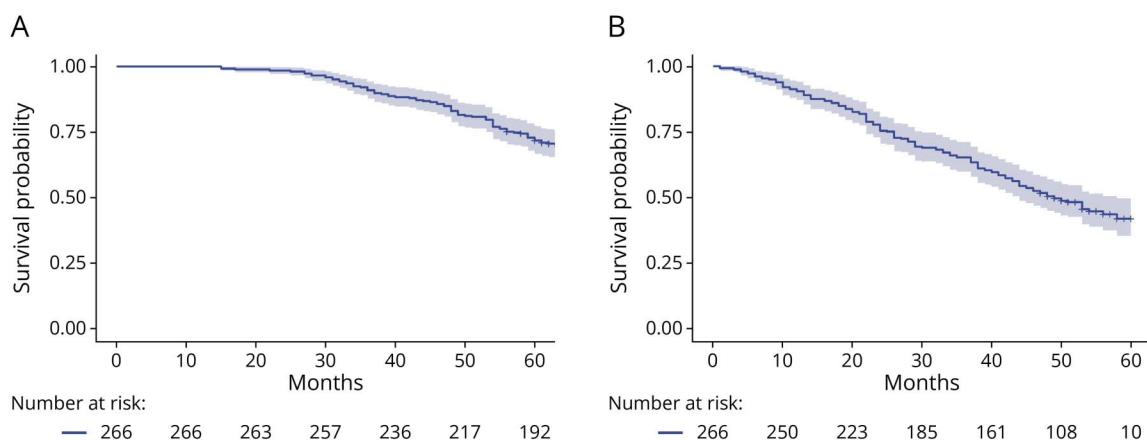 A
Survival probability
1.00
0.75
0.50
0.25
0.00
0 10 20 30 40 50 60
Months
Number at risk:
266 266 263 257 236 217 192
B
Survival probability
1.00
0.75
0.50
0.25
0.00
0 10 20 30 40 50 60
Months
Number at risk:
266 250 223 185 161 108 10